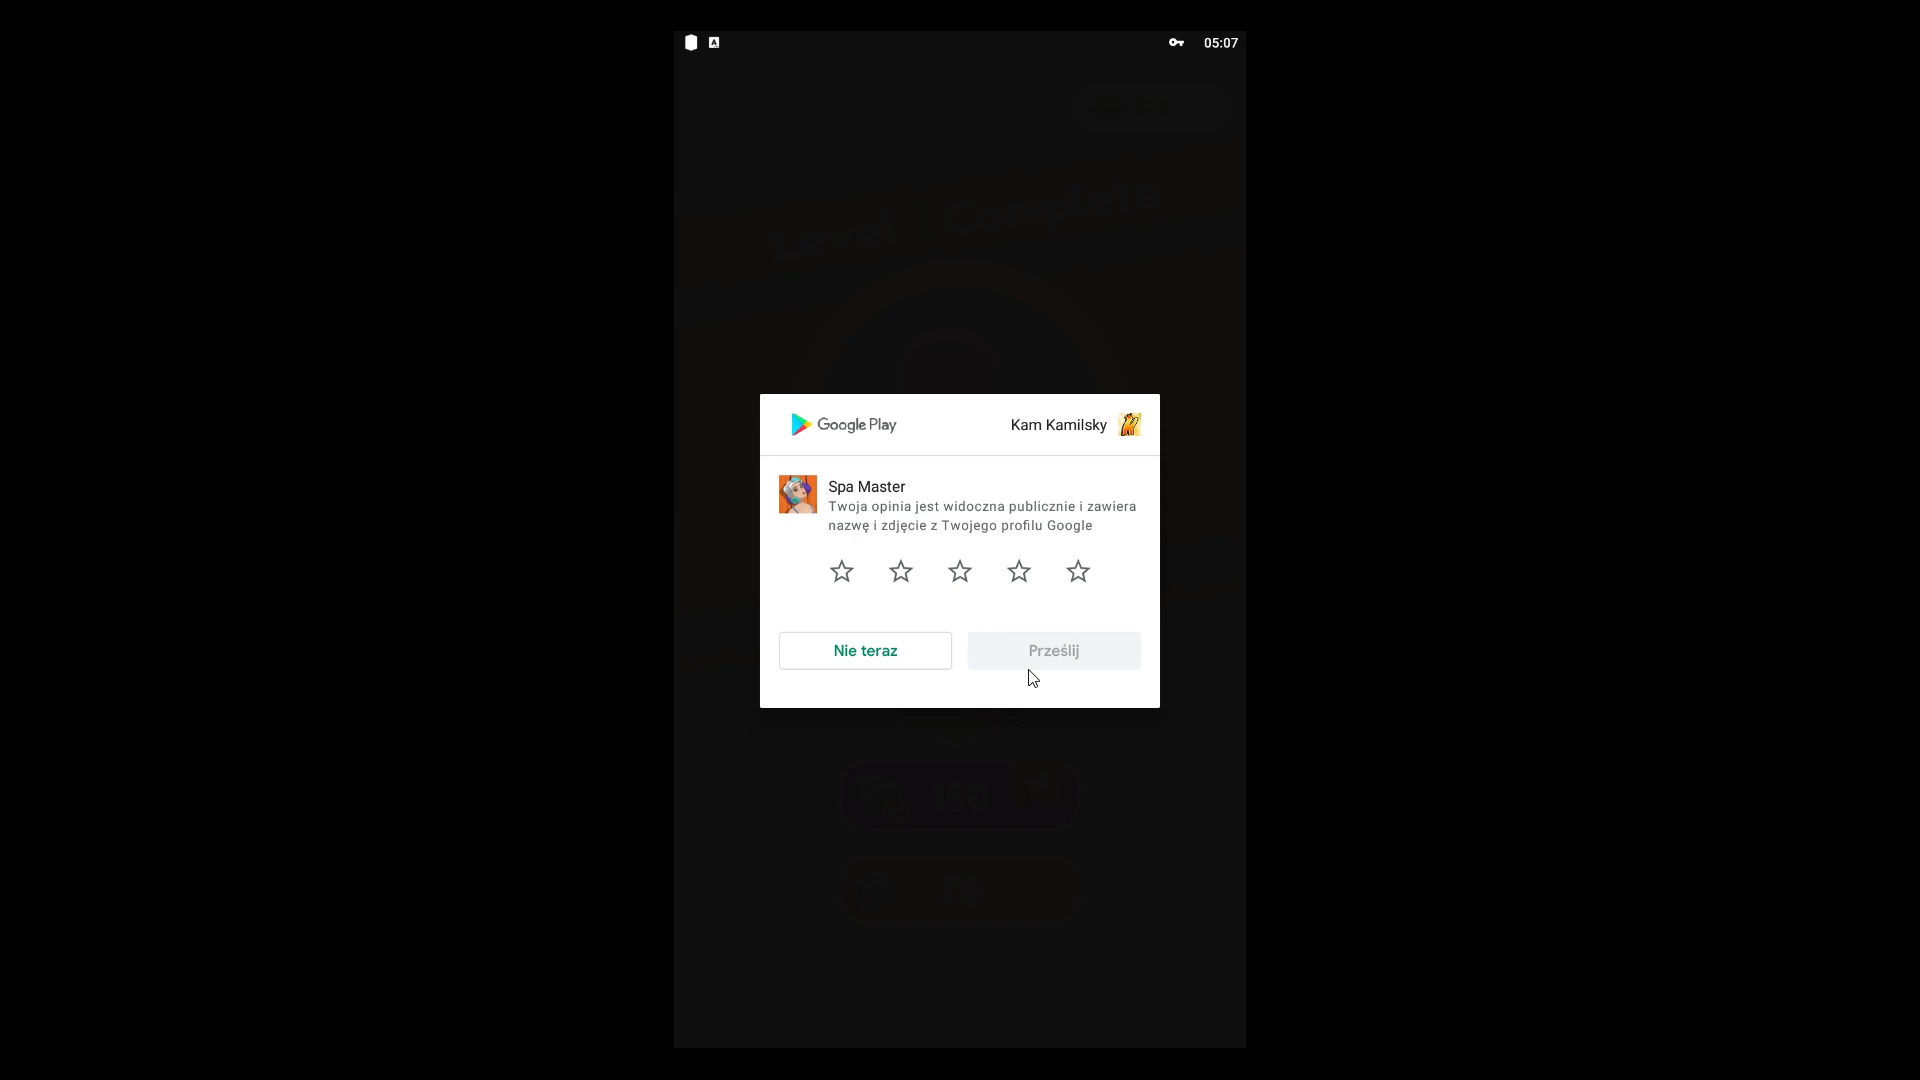 05:07
Google Play
Kam Kamilsky
Spa Master
Twoja opinia jest widoczna publicznie i zawiera
nazwę i zdjęcie z Twojego profilu Google
Nie teraz
Prześlij
150